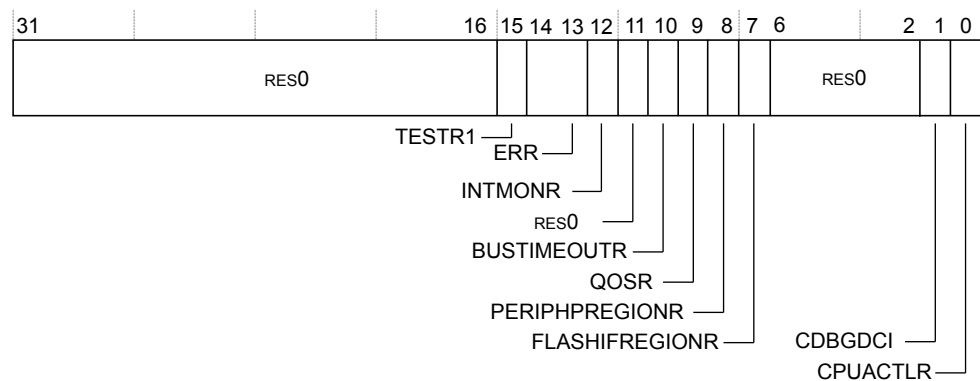 31 16 15 14 13 12 11 10 9 8 7 6 2 1 0
RES0 RES0
TESTR1
ERR
INTMONR
RES0
BUSTIMEOUTR
QOSR
PERIPHPREGIONR
FLASHIFREGIONR
CDBGDCI
CPUACTLR